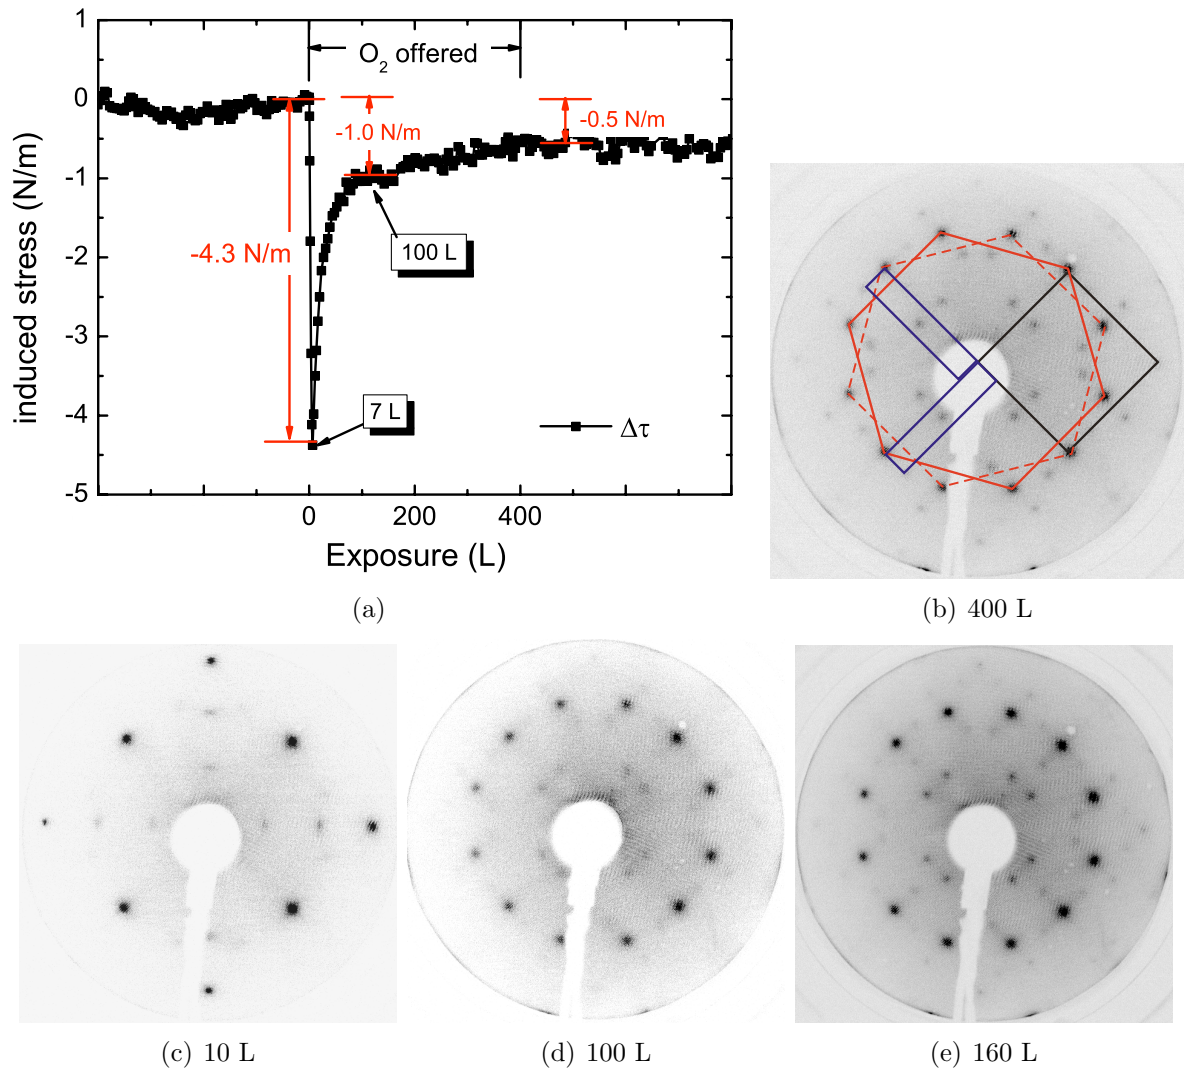 1
0
-1
-2
-3
-4
-5
induced stress (N/m)
O2 offered
-1.0 N/m
-0.5 N/m
-4.3 N/m
100 L
7 L
Δτ
0 200 400
Exposure (L)
(a)
(b) 400 L
(c) 10 L
(d) 100 L
(e) 160 L